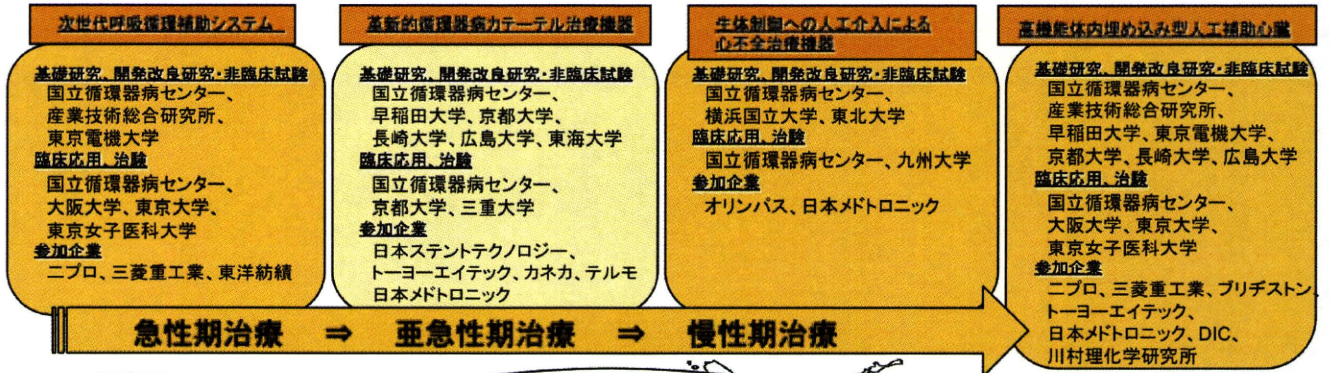 次世代呼吸循環補助システム
基礎研究、開発改良研究・非臨床試験
国立循環器病センター、
産業技術総合研究所、
東京電機大学
臨床応用、治験
国立循環器病センター、
大阪大学、東京大学、
東京女子医科大学
参加企業
ニプロ、三菱重工業、東洋紡績
革新的循環器病カテーテル治療機器
基礎研究、開発改良研究・非臨床試験
国立循環器病センター、
早稲田大学、京都大学、
長崎大学、広島大学、東海大学
臨床応用、治験
国立循環器病センター、
京都大学、三重大学
参加企業
日本ステントテクノロジー、
トーヨーエイテック、カネカ、テルモ
日本メドトロニック
生体制御への人工介入による
心不全治療機器
基礎研究、開発改良研究・非臨床試験
国立循環器病センター、
横浜国立大学、東北大学
臨床応用、治験
国立循環器病センター、九州大学
参加企業
オリンパス、日本メドトロニック
高機能体内埋め込み型人工補助心臓
基礎研究、開発改良研究・非臨床試験
国立循環器病センター、
産業技術総合研究所、
早稲田大学、東京電機大学、
京都大学、長崎大学、広島大学
臨床応用、治験
国立循環器病センター、
大阪大学、東京大学、
東京女子医科大学
参加企業
ニプロ、三菱重工業、ブリヂストン、
トーヨーエイテック、
日本メドトロニック、DIC、
川村理化学研究所
急性期治療 ⇒ 亜急性期治療 ⇒ 慢性期治療